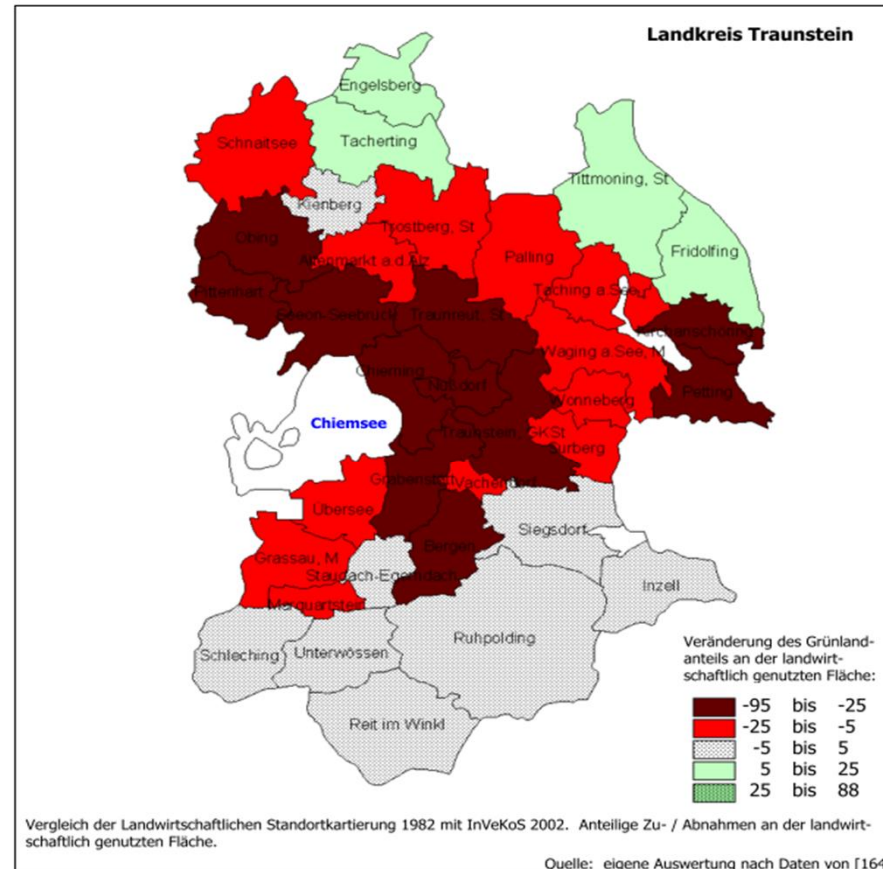 Landkreis Traunstein
Engelsberg
Schnaitsee
Tacherting
Tittmoning, St
Kienberg
Trostberg, St
Obing
Palling
Fridolfing
Altenmarkt a.d.Alz
Taching a.See
Pittenhart
Seeon-Seebruck
Traunreut, St
Kirchanschöring
Waging a.See, M
Chieming
Nußdorf
Petting
Wonneberg
Chiemsee
Traunstein, GKSt
Surberg
Grabenstätt
Vachendorf
Übersee
Siegsdorf
Bergen
Grassau, M
Staudach-Egerndach
Inzell
Marquartstein
Ruhpolding
Schleching
Unterwössen
Reit im Winkl
Veränderung des Grünland-
anteils an der landwirt-
schaftlich genutzten Fläche:
-95 bis -25
-25 bis -5
-5 bis 5
5 bis 25
25 bis 88
Vergleich der Landwirtschaftlichen Standortkartierung 1982 mit InVeKoS 2002. Anteilige Zu- / Abnahmen an der landwirt-
schaftlich genutzten Fläche.
Quelle: eigene Auswertung nach Daten von [164